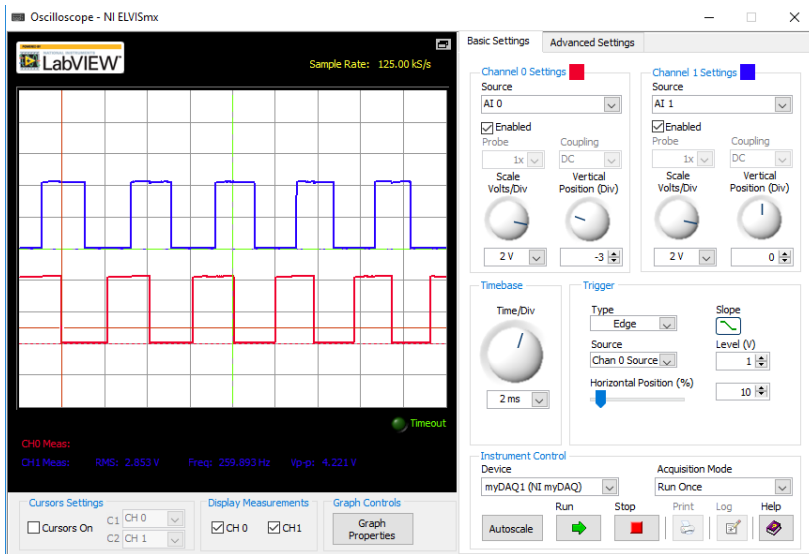 Oscilloscope - NI ELVISmx
POWERED BY NATIONAL INSTRUMENTS
LabVIEW™
Sample Rate: 125.00 kS/s
Timeout
CH0 Meas:
CH1 Meas: RMS: 2.853 V Freq: 259.893 Hz Vp-p: 4.221 V
Basic Settings Advanced Settings
Channel 0 Settings
Source
AI 0
Enabled
Probe Coupling
1x DC
Scale Vertical
Volts/Div Position (Div)
2 V -3
Channel 1 Settings
Source
AI 1
Enabled
Probe Coupling
1x DC
Scale Vertical
Volts/Div Position (Div)
2 V 0
Timebase
Time/Div
2 ms
Trigger
Type Slope
Edge
Source Level (V)
Chan 0 Source 1
Horizontal Position (%)
10
Cursors Settings
Cursors On
C1 CH 0
C2 CH 1
Display Measurements
CH 0 CH1
Graph Controls
Graph
Properties
Instrument Control
Device Acquisition Mode
myDAQ1 (NI myDAQ) Run Once
Run Stop Print Log Help
Autoscale